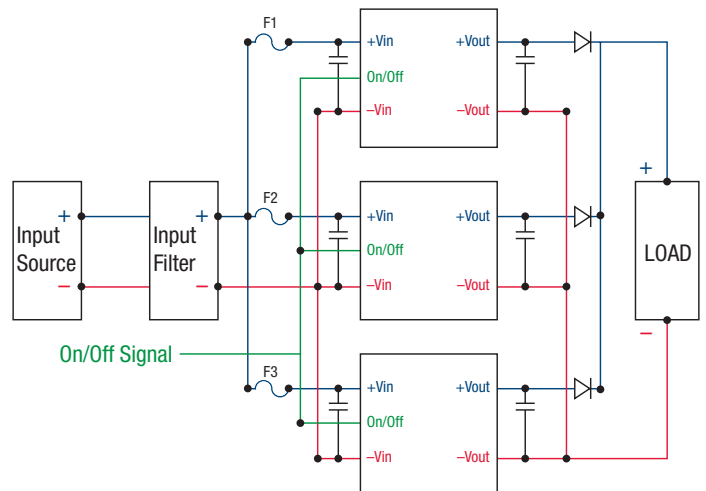 F1
+Vin
+Vout
On/Off
–Vin
–Vout
F2
+
Input
Source
–
+
Input
Filter
–
+Vin
+Vout
On/Off
–Vin
–Vout
+
LOAD
–
On/Off Signal
F3
+Vin
+Vout
On/Off
–Vin
–Vout